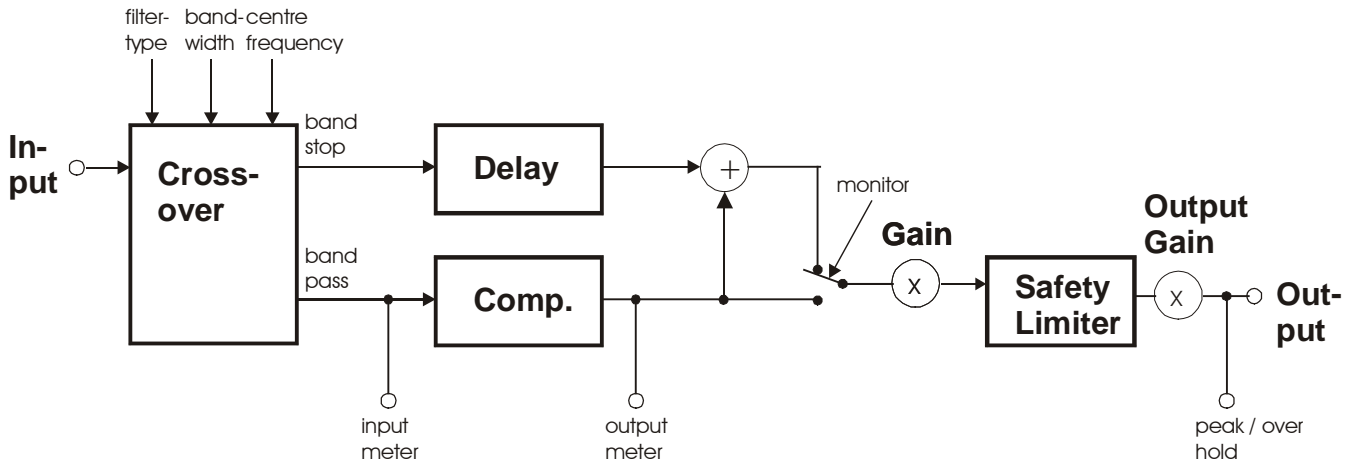 filter-
type
band-
width
centre
frequency
In-
put
Cross-
over
band
stop
Delay
+
monitor
Gain
Output
Gain
band
pass
Comp.
x
Safety
Limiter
x
Out-
put
input
meter
output
meter
peak / over
hold